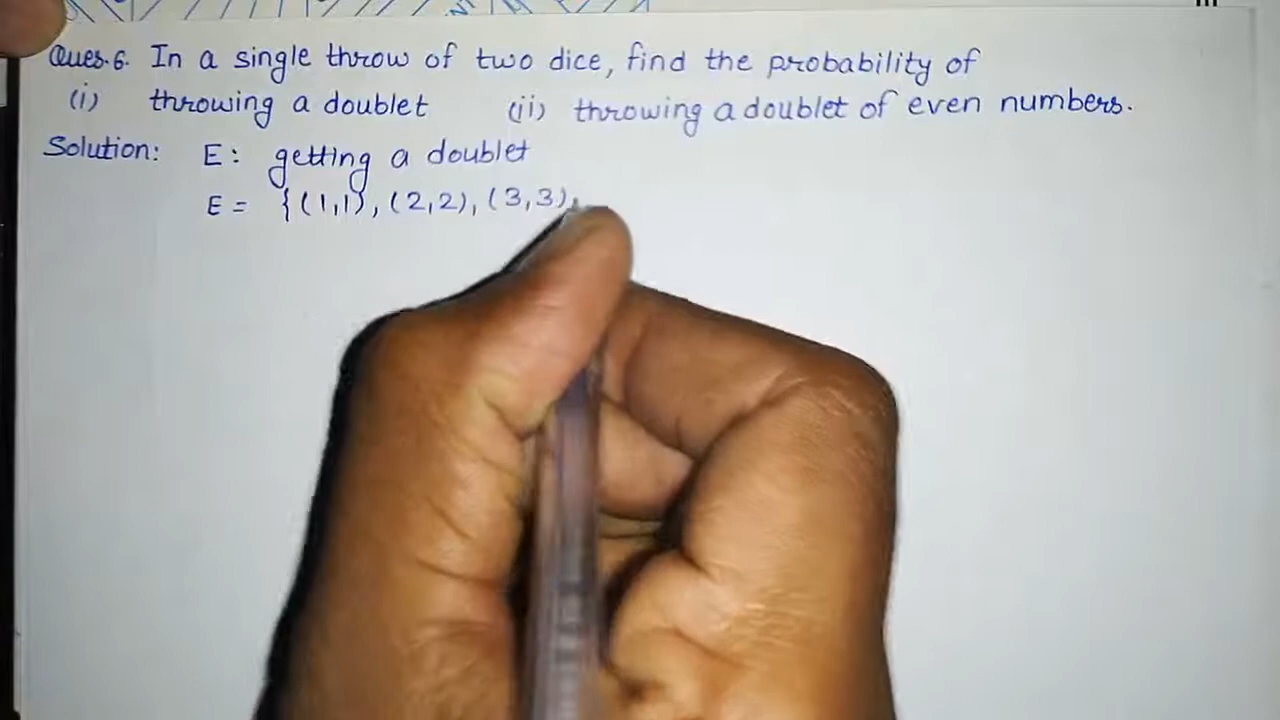 Ques.6. In a single throw of two dice, find the probability of
(i) throwing a doublet (ii) throwing a doublet of even numbers.
Solution: E: getting a doublet
E = {(1,1), (2,2), (3,3),